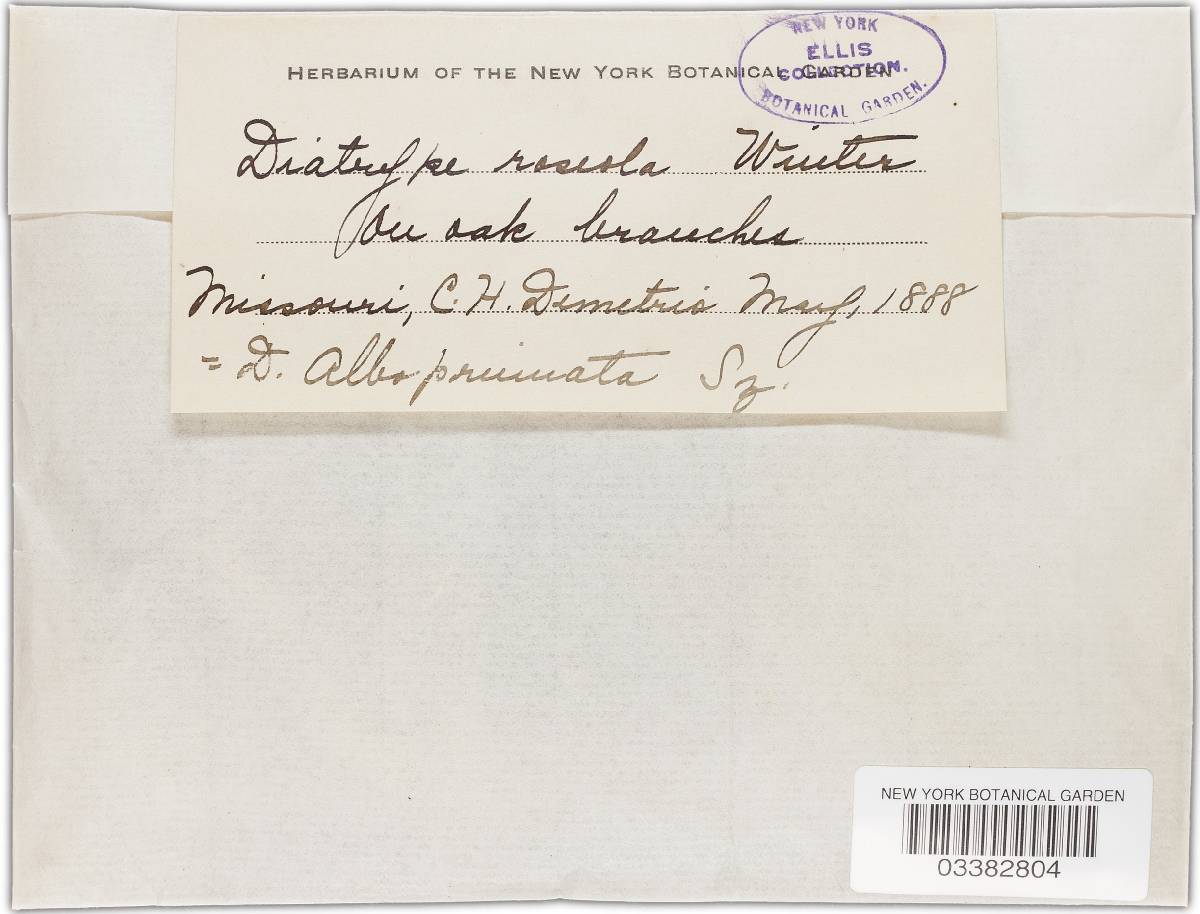 NEW YORK
ELLIS
COLLECTION.
BOTANICAL GARDEN.
HERBARIUM OF THE NEW YORK BOTANICAL GARDEN
Diatrype roseola Winter
On oak branches
Missouri, C. H. Demetrio May, 1888
= D. Albopruinata Sz.
NEW YORK BOTANICAL GARDEN
03382804